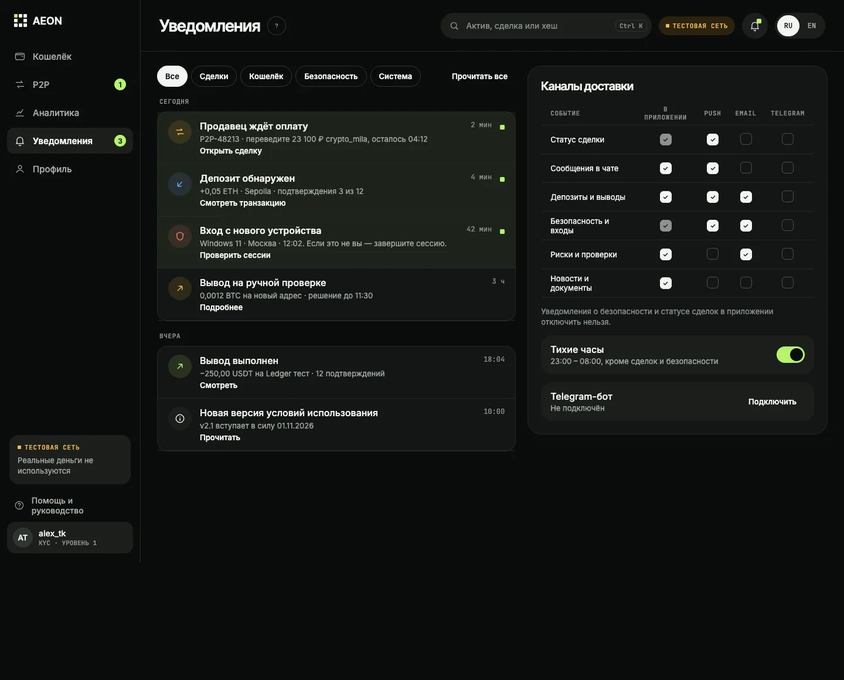 AEON
Уведомления
?
Актив, сделка или хеш
Ctrl K
ТЕСТОВАЯ СЕТЬ
RU
EN
Кошелёк
P2P
1
Аналитика
Уведомления
3
Профиль
ТЕСТОВАЯ СЕТЬ
Реальные деньги не
используются
Помощь и
руководство
AT
alex_tk
KYC · УРОВЕНЬ 1
Все
Сделки
Кошелёк
Безопасность
Система
Прочитать все
СЕГОДНЯ
Продавец ждёт оплату
2 мин
P2P-48213 · переведите 23 100 ₽ crypto_mila, осталось 04:12
Открыть сделку
Депозит обнаружен
4 мин
+0,05 ETH · Sepolia · подтверждения 3 из 12
Смотреть транзакцию
Вход с нового устройства
42 мин
Windows 11 · Москва · 12:02. Если это не вы — завершите сессию.
Проверить сессии
Вывод на ручной проверке
3 ч
0,0012 BTC на новый адрес · решение до 11:30
Подробнее
ВЧЕРА
Вывод выполнен
18:04
−250,00 USDT на Ledger тест · 12 подтверждений
Смотреть
Новая версия условий использования
10:00
v2.1 вступает в силу 01.11.2026
Прочитать
Каналы доставки
СОБЫТИЕ
В
ПРИЛОЖЕНИИ
PUSH
EMAIL
TELEGRAM
Статус сделки
Сообщения в чате
Депозиты и выводы
Безопасность и
входы
Риски и проверки
Новости и
документы
Уведомления о безопасности и статусе сделок в приложении
отключить нельзя.
Тихие часы
23:00 – 08:00, кроме сделок и безопасности
Telegram-бот
Не подключён
Подключить